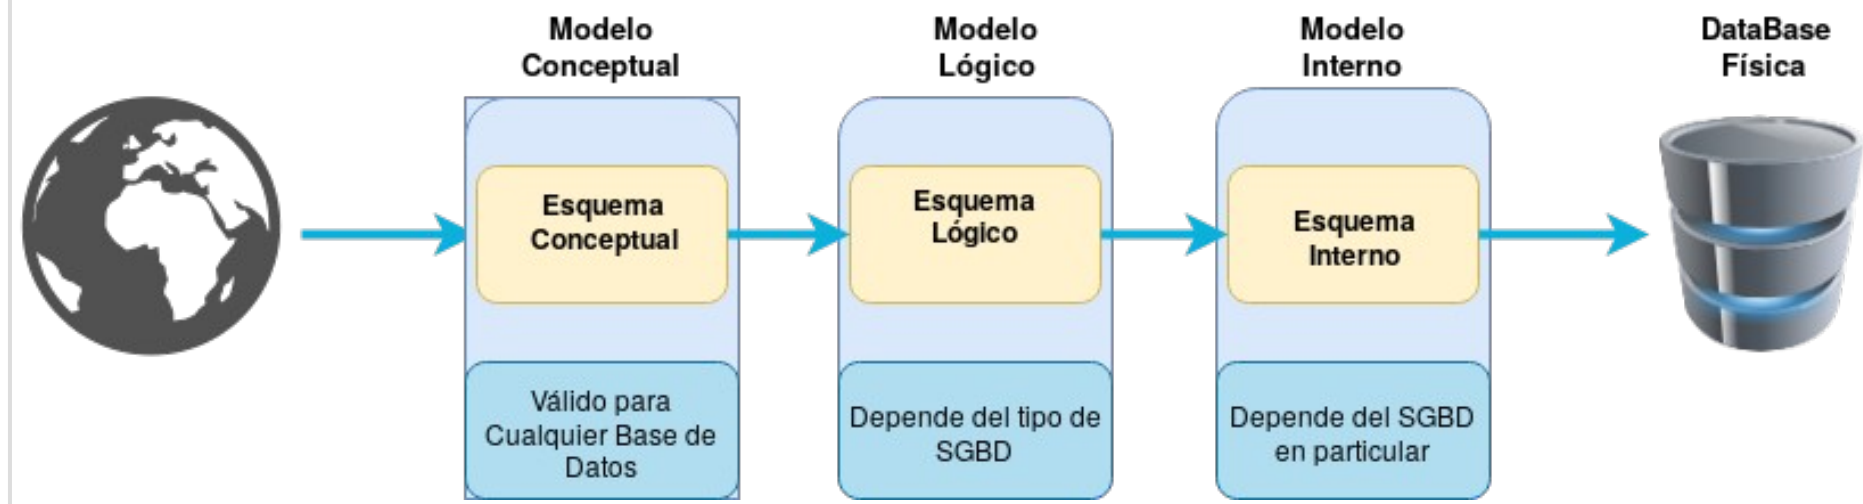 Modelo
Conceptual
Modelo
Lógico
Modelo
Interno
DataBase
Física
Esquema
Conceptual
Esquema
Lógico
Esquema
Interno
Válido para
Cualquier Base de
Datos
Depende del tipo de
SGBD
Depende del SGBD
en particular